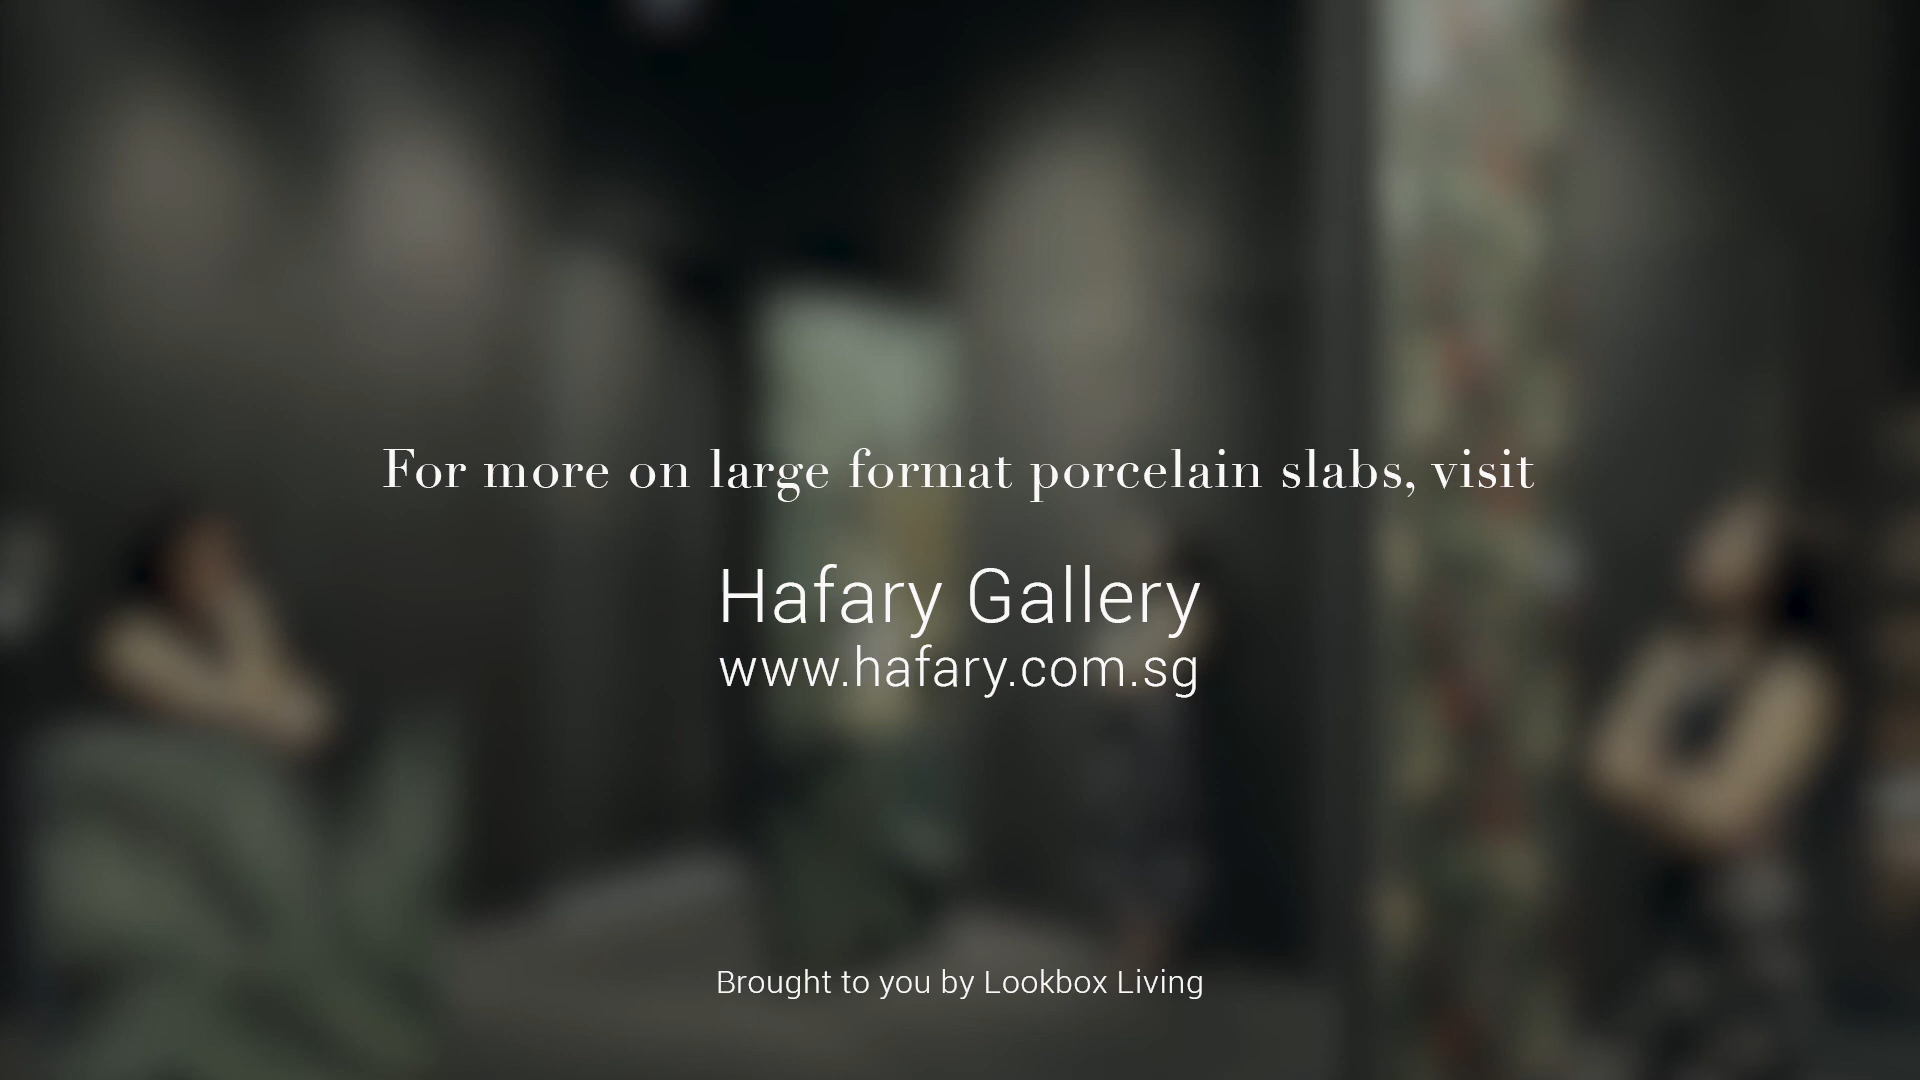 For more on large format porcelain slabs, visit
Hafary Gallery
www.hafary.com.sg
Brought to you by Lookbox Living